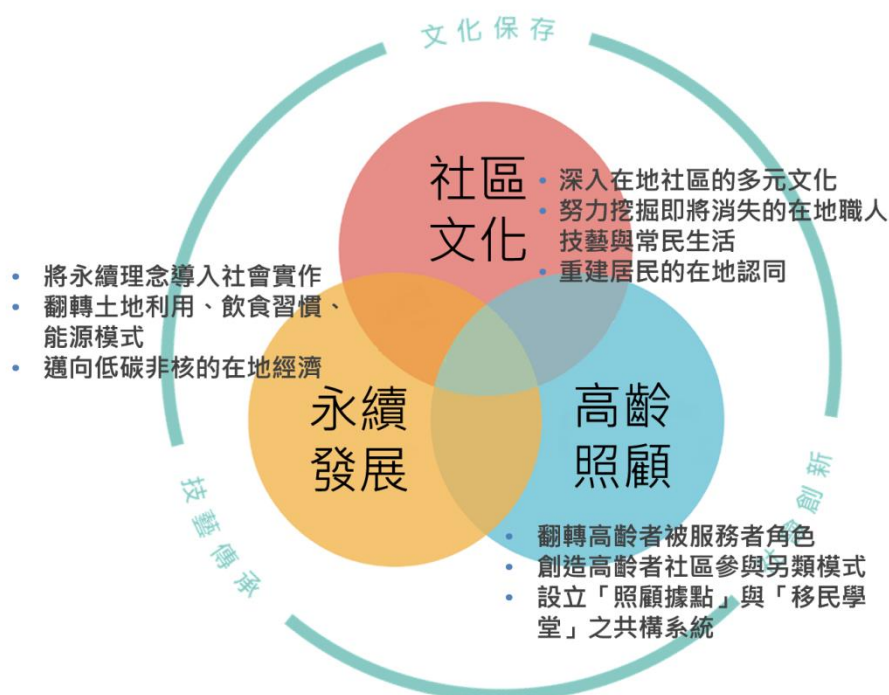 文化保存
社區
文化
• 深入在地社區的多元文化
• 努力挖掘即將消失的在地職人
技藝與常民生活
• 重建居民的在地認同
• 將永續理念導入社會實作
• 翻轉土地利用、飲食習慣、
能源模式
• 邁向低碳非核的在地經濟
永續
發展
高齡
照顧
技藝傳承
創新
• 翻轉高齡者被服務者角色
• 創造高齡者社區參與另類模式
• 設立「照顧據點」與「移民學
堂」之共構系統